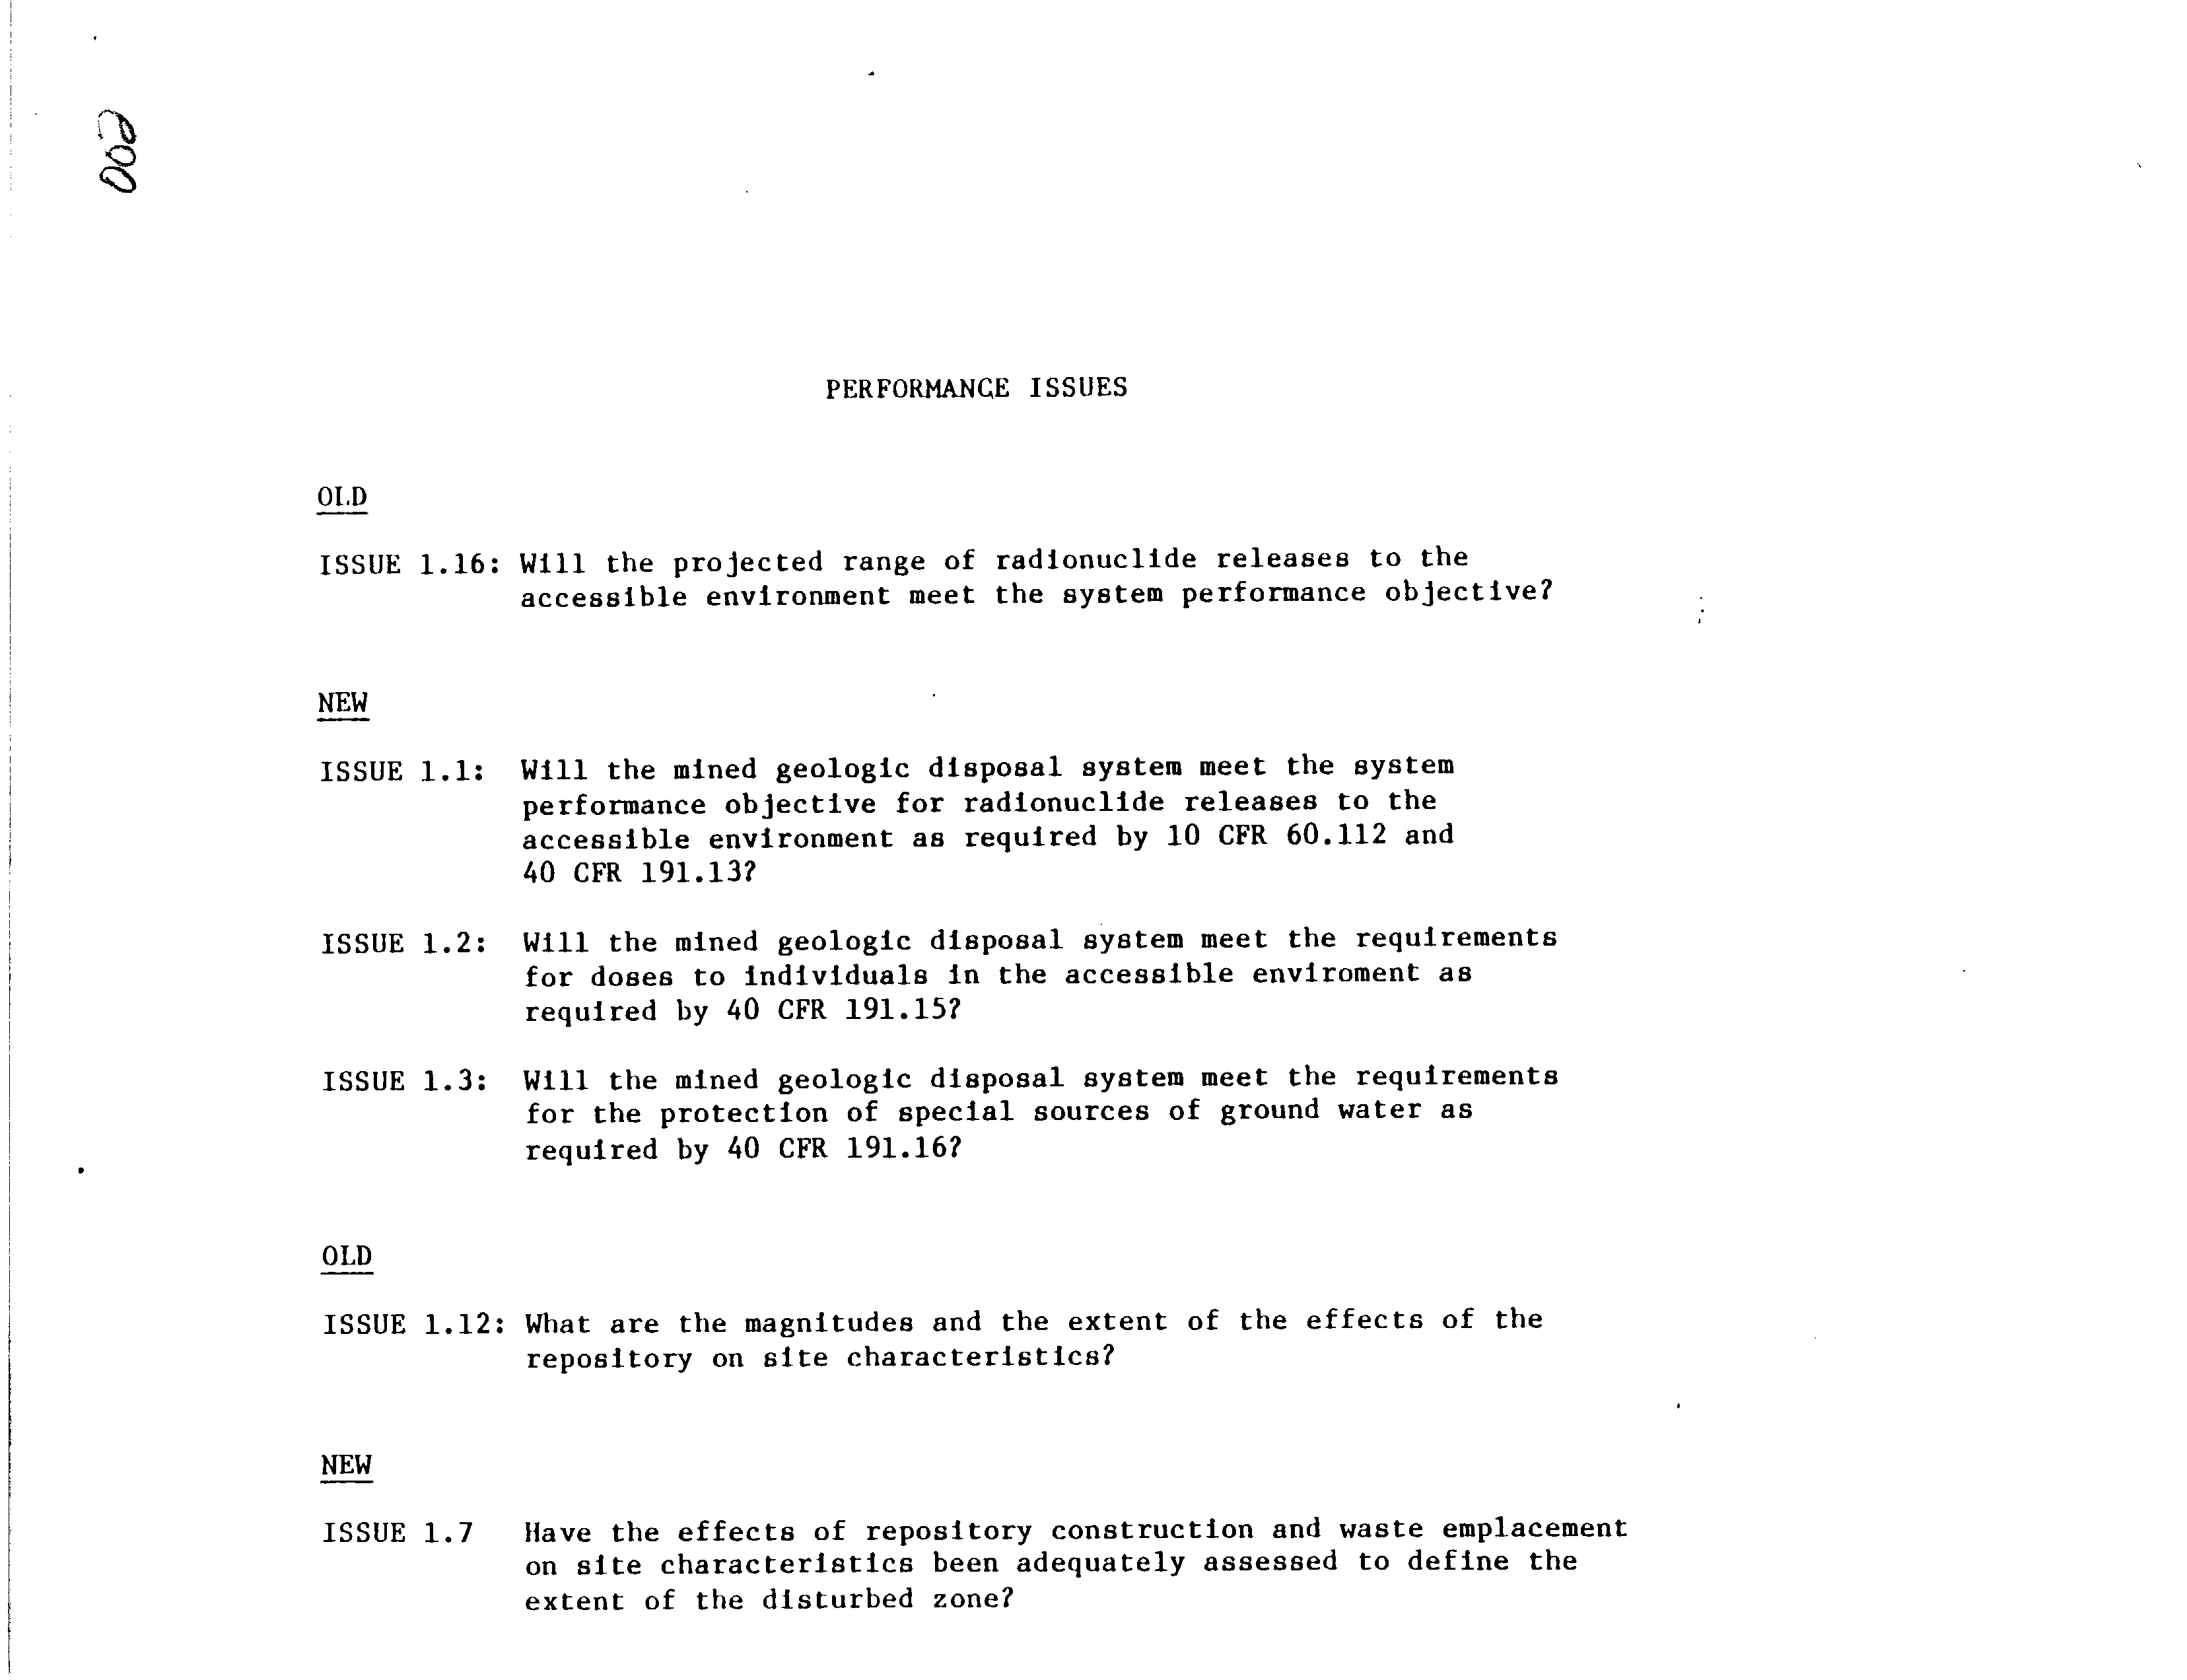 002
PERFORMANCE ISSUES
OLD
ISSUE 1.16: Will the projected range of radionuclide releases to the
accessible environment meet the system performance objective?
NEW
ISSUE 1.1: Will the mined geologic disposal system meet the system
performance objective for radionuclide releases to the
accessible environment as required by 10 CFR 60.112 and
40 CFR 191.13?
ISSUE 1.2: Will the mined geologic disposal system meet the requirements
for doses to individuals in the accessible enviroment as
required by 40 CFR 191.15?
ISSUE 1.3: Will the mined geologic disposal system meet the requirements
for the protection of special sources of ground water as
required by 40 CFR 191.16?
OLD
ISSUE 1.12: What are the magnitudes and the extent of the effects of the
repository on site characteristics?
NEW
ISSUE 1.7 Have the effects of repository construction and waste emplacement
on site characteristics been adequately assessed to define the
extent of the disturbed zone?